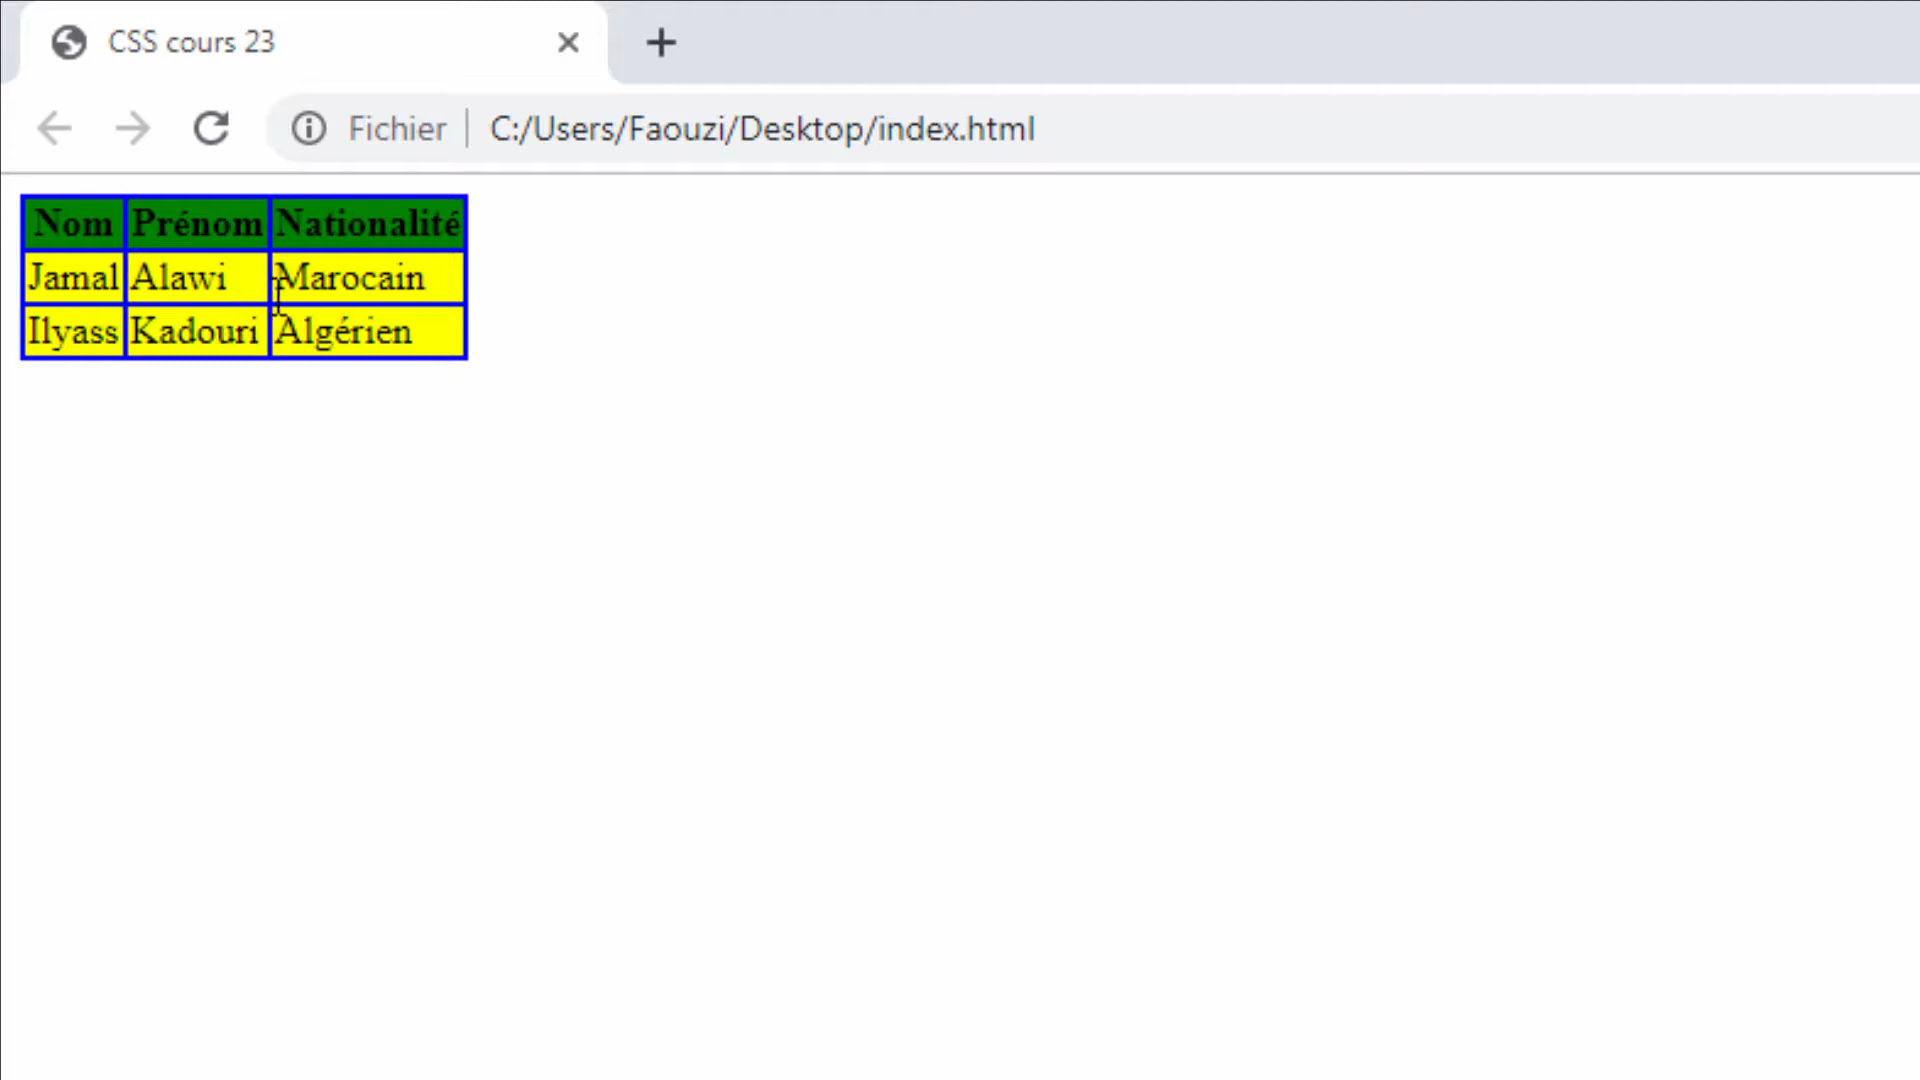 CSS cours 23
Fichier C:/Users/Faouzi/Desktop/index.html
Nom Prénom Nationalité
Jamal Alawi Marocain
Ilyass Kadouri Algérien